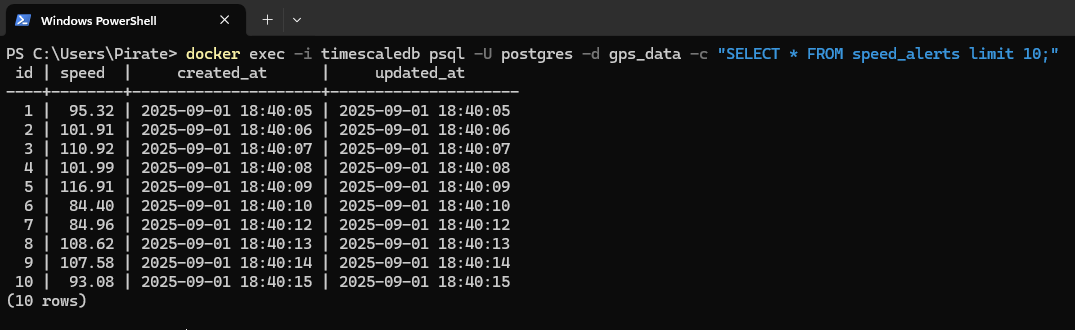 Windows PowerShell
PS C:\Users\Pirate> docker exec -i timescaledb psql -U postgres -d gps_data -c "SELECT * FROM speed_alerts limit 10;"
 id | speed  |     created_at      |     updated_at
----+--------+---------------------+---------------------
  1 |  95.32 | 2025-09-01 18:40:05 | 2025-09-01 18:40:05
  2 | 101.91 | 2025-09-01 18:40:06 | 2025-09-01 18:40:06
  3 | 110.92 | 2025-09-01 18:40:07 | 2025-09-01 18:40:07
  4 | 101.99 | 2025-09-01 18:40:08 | 2025-09-01 18:40:08
  5 | 116.91 | 2025-09-01 18:40:09 | 2025-09-01 18:40:09
  6 |  84.40 | 2025-09-01 18:40:10 | 2025-09-01 18:40:10
  7 |  84.96 | 2025-09-01 18:40:12 | 2025-09-01 18:40:12
  8 | 108.62 | 2025-09-01 18:40:13 | 2025-09-01 18:40:13
  9 | 107.58 | 2025-09-01 18:40:14 | 2025-09-01 18:40:14
 10 |  93.08 | 2025-09-01 18:40:15 | 2025-09-01 18:40:15
(10 rows)